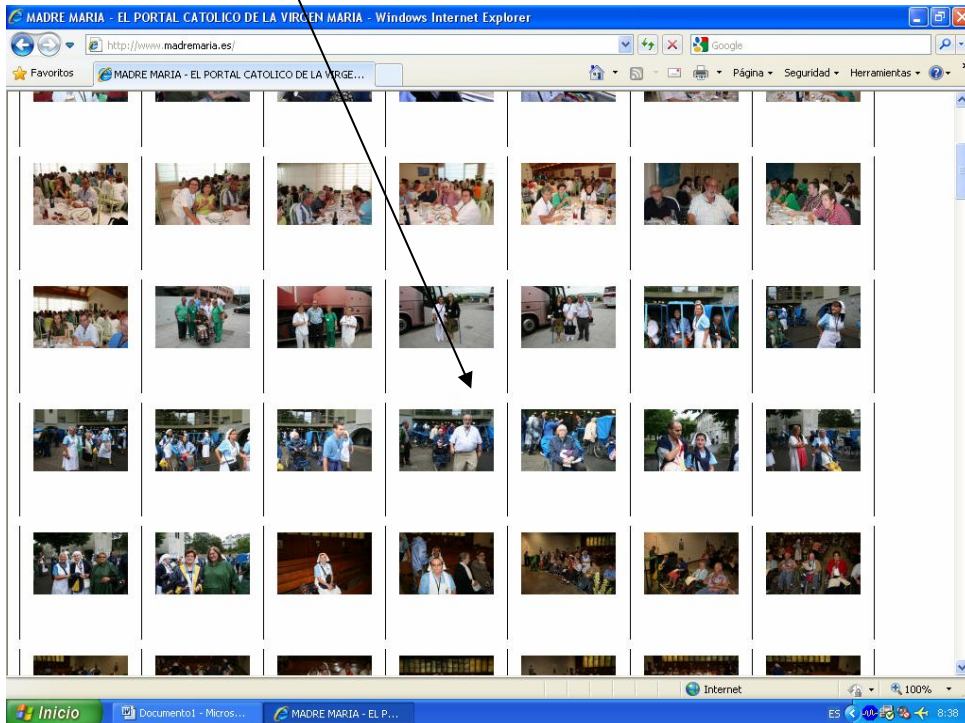 MADRE MARIA - EL PORTAL CATOLICO DE LA VIRGEN MARIA - Windows Internet Explorer
http://www.madremaria.es/
Google
Favoritos
MADRE MARIA - EL PORTAL CATOLICO DE LA VIRGE...
Página
Seguridad
Herramientas
Internet
100%
Inicio
Documento1 - Micros...
MADRE MARIA - EL P...
ES
8:38